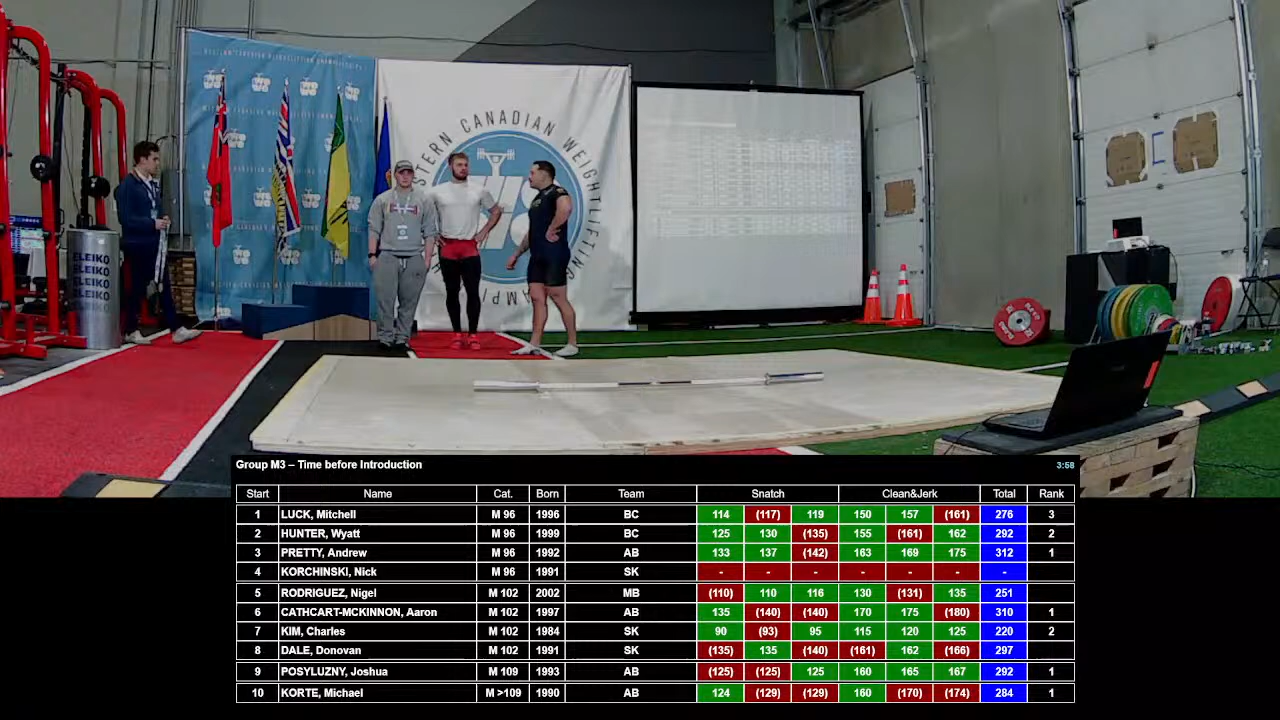 WESTERN CANADIAN WEIGHTLIFTING CHAMPIONSHIPS
STERN CANADIAN WEIGHTLIFTING
ELEIKO
ELEIKO
ELEIKO
ELEIKO
Group M3 – Time before Introduction 3:58
Start Name Cat. Born Team Snatch Clean&Jerk Total Rank
1 LUCK, Mitchell M 96 1996 BC 114 (117) 119 150 157 (161) 276 3
2 HUNTER, Wyatt M 96 1999 BC 125 130 (135) 155 (161) 162 292 2
3 PRETTY, Andrew M 96 1992 AB 133 137 (142) 163 169 175 312 1
4 KORCHINSKI, Nick M 96 1991 SK - - - - - - -
5 RODRIGUEZ, Nigel M 102 2002 MB (110) 110 116 130 (131) 135 251
6 CATHCART-MCKINNON, Aaron M 102 1997 AB 135 (140) (140) 170 175 (180) 310 1
7 KIM, Charles M 102 1984 SK 90 (93) 95 115 120 125 220 2
8 DALE, Donovan M 102 1991 SK (135) 135 (140) (161) 162 (166) 297
9 POSYLUZNY, Joshua M 109 1993 AB (125) (125) 125 160 165 167 292 1
10 KORTE, Michael M >109 1990 AB 124 (129) (129) 160 (170) (174) 284 1